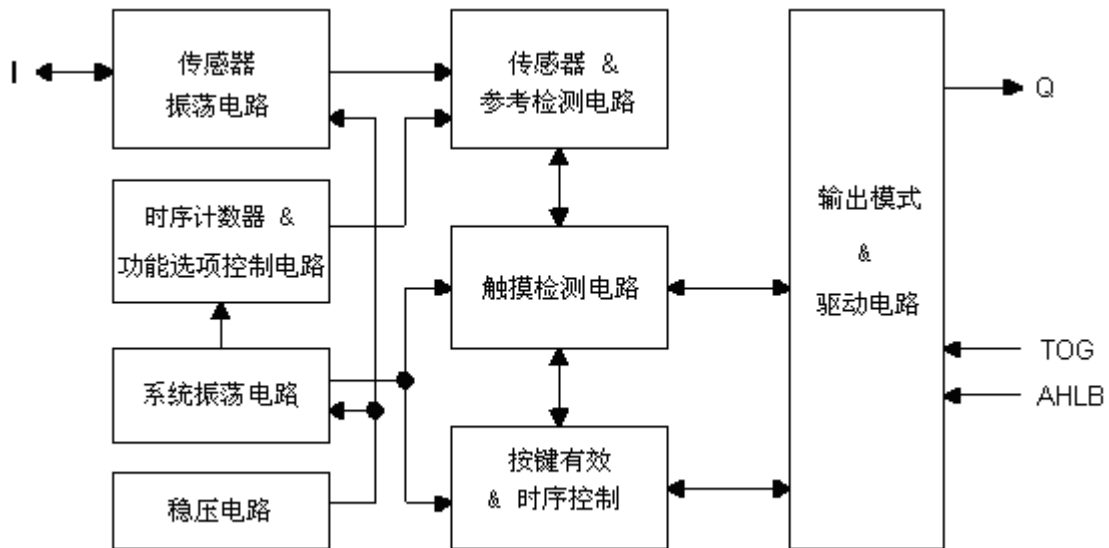 I
传感器
振荡电路
传感器 &
参考检测电路
时序计数器 &
功能选项控制电路
触摸检测电路
系统振荡电路
按键有效
& 时序控制
稳压电路
输出模式
&
驱动电路
Q
TOG
AHLB